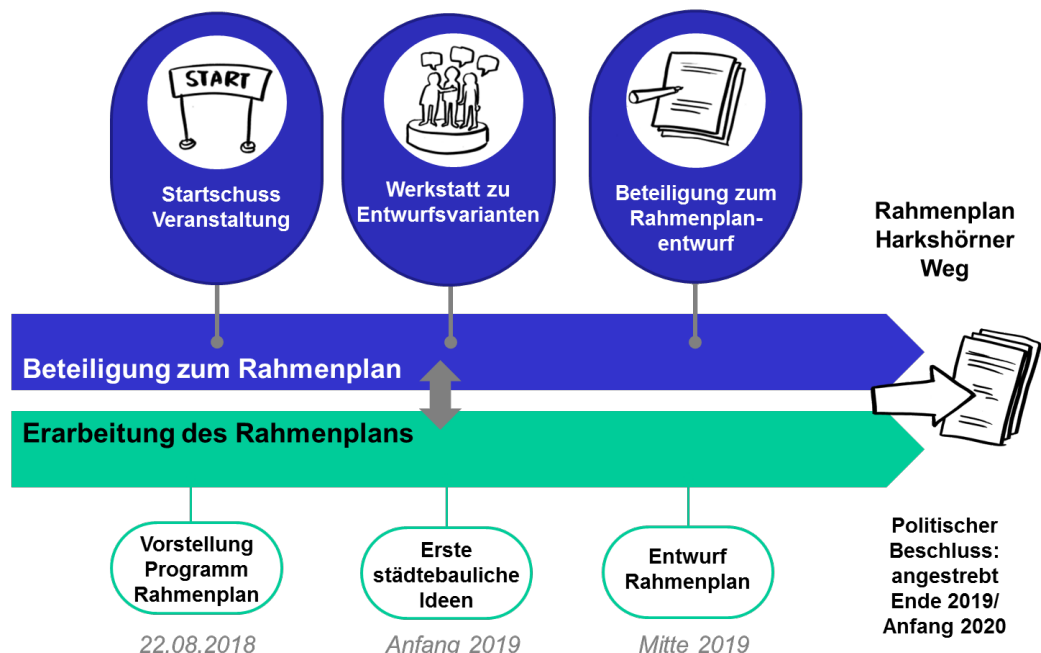 START
Startschuss
Veranstaltung
Werkstatt zu
Entwurfsvarianten
Beteiligung zum
Rahmenplan-
entwurf
Rahmenplan
Harkshörner
Weg
Beteiligung zum Rahmenplan
Erarbeitung des Rahmenplans
Vorstellung
Programm
Rahmenplan
22.08.2018
Erste
städtebauliche
Ideen
Anfang 2019
Entwurf
Rahmenplan
Mitte 2019
Politischer
Beschluss:
angestrebt
Ende 2019/
Anfang 2020